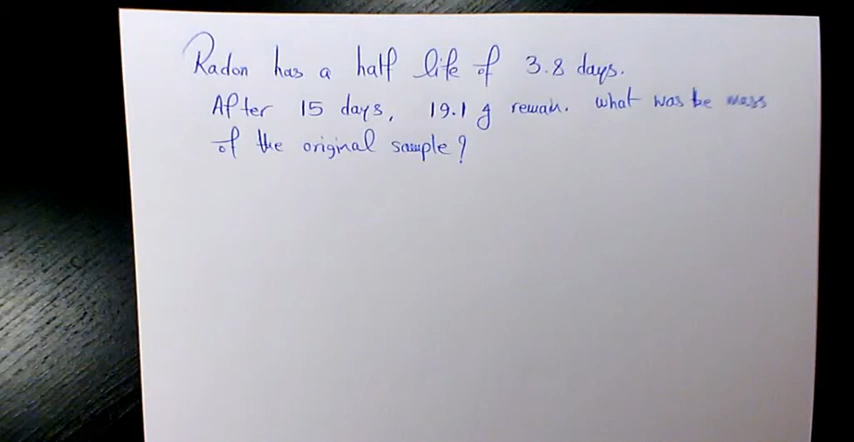 Radon has a half life of 3.8 days.
After 15 days, 19.1 g remain. what was be mass
of the original sample?